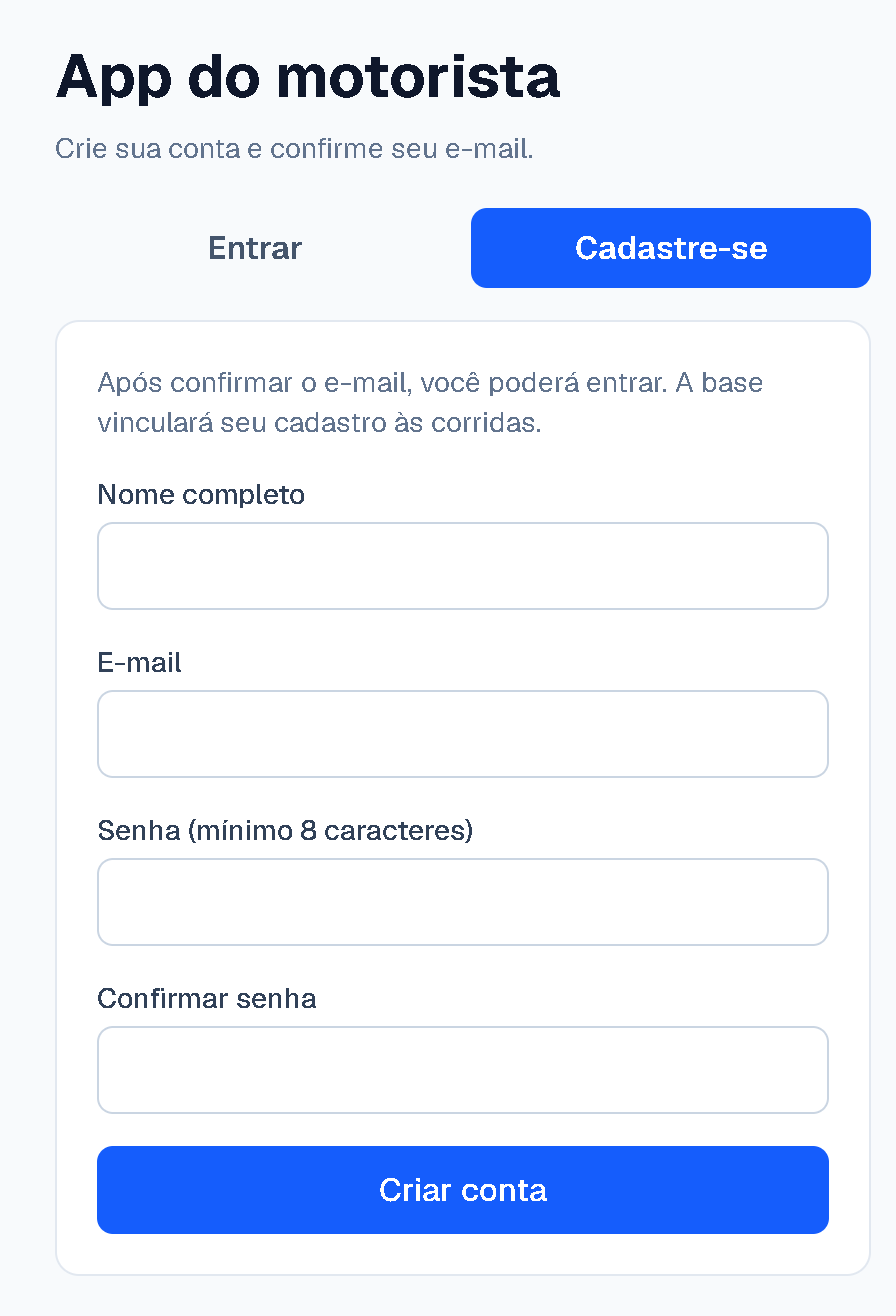 App do motorista
Crie sua conta e confirme seu e-mail.
Entrar
Cadastre-se
Após confirmar o e-mail, você poderá entrar. A base
vinculará seu cadastro às corridas.
Nome completo
E-mail
Senha (mínimo 8 caracteres)
Confirmar senha
Criar conta